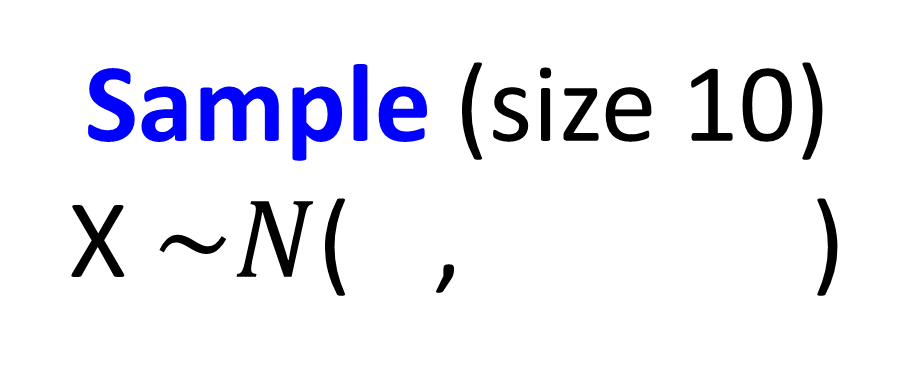 Sample (size 10)
X ~N( , )